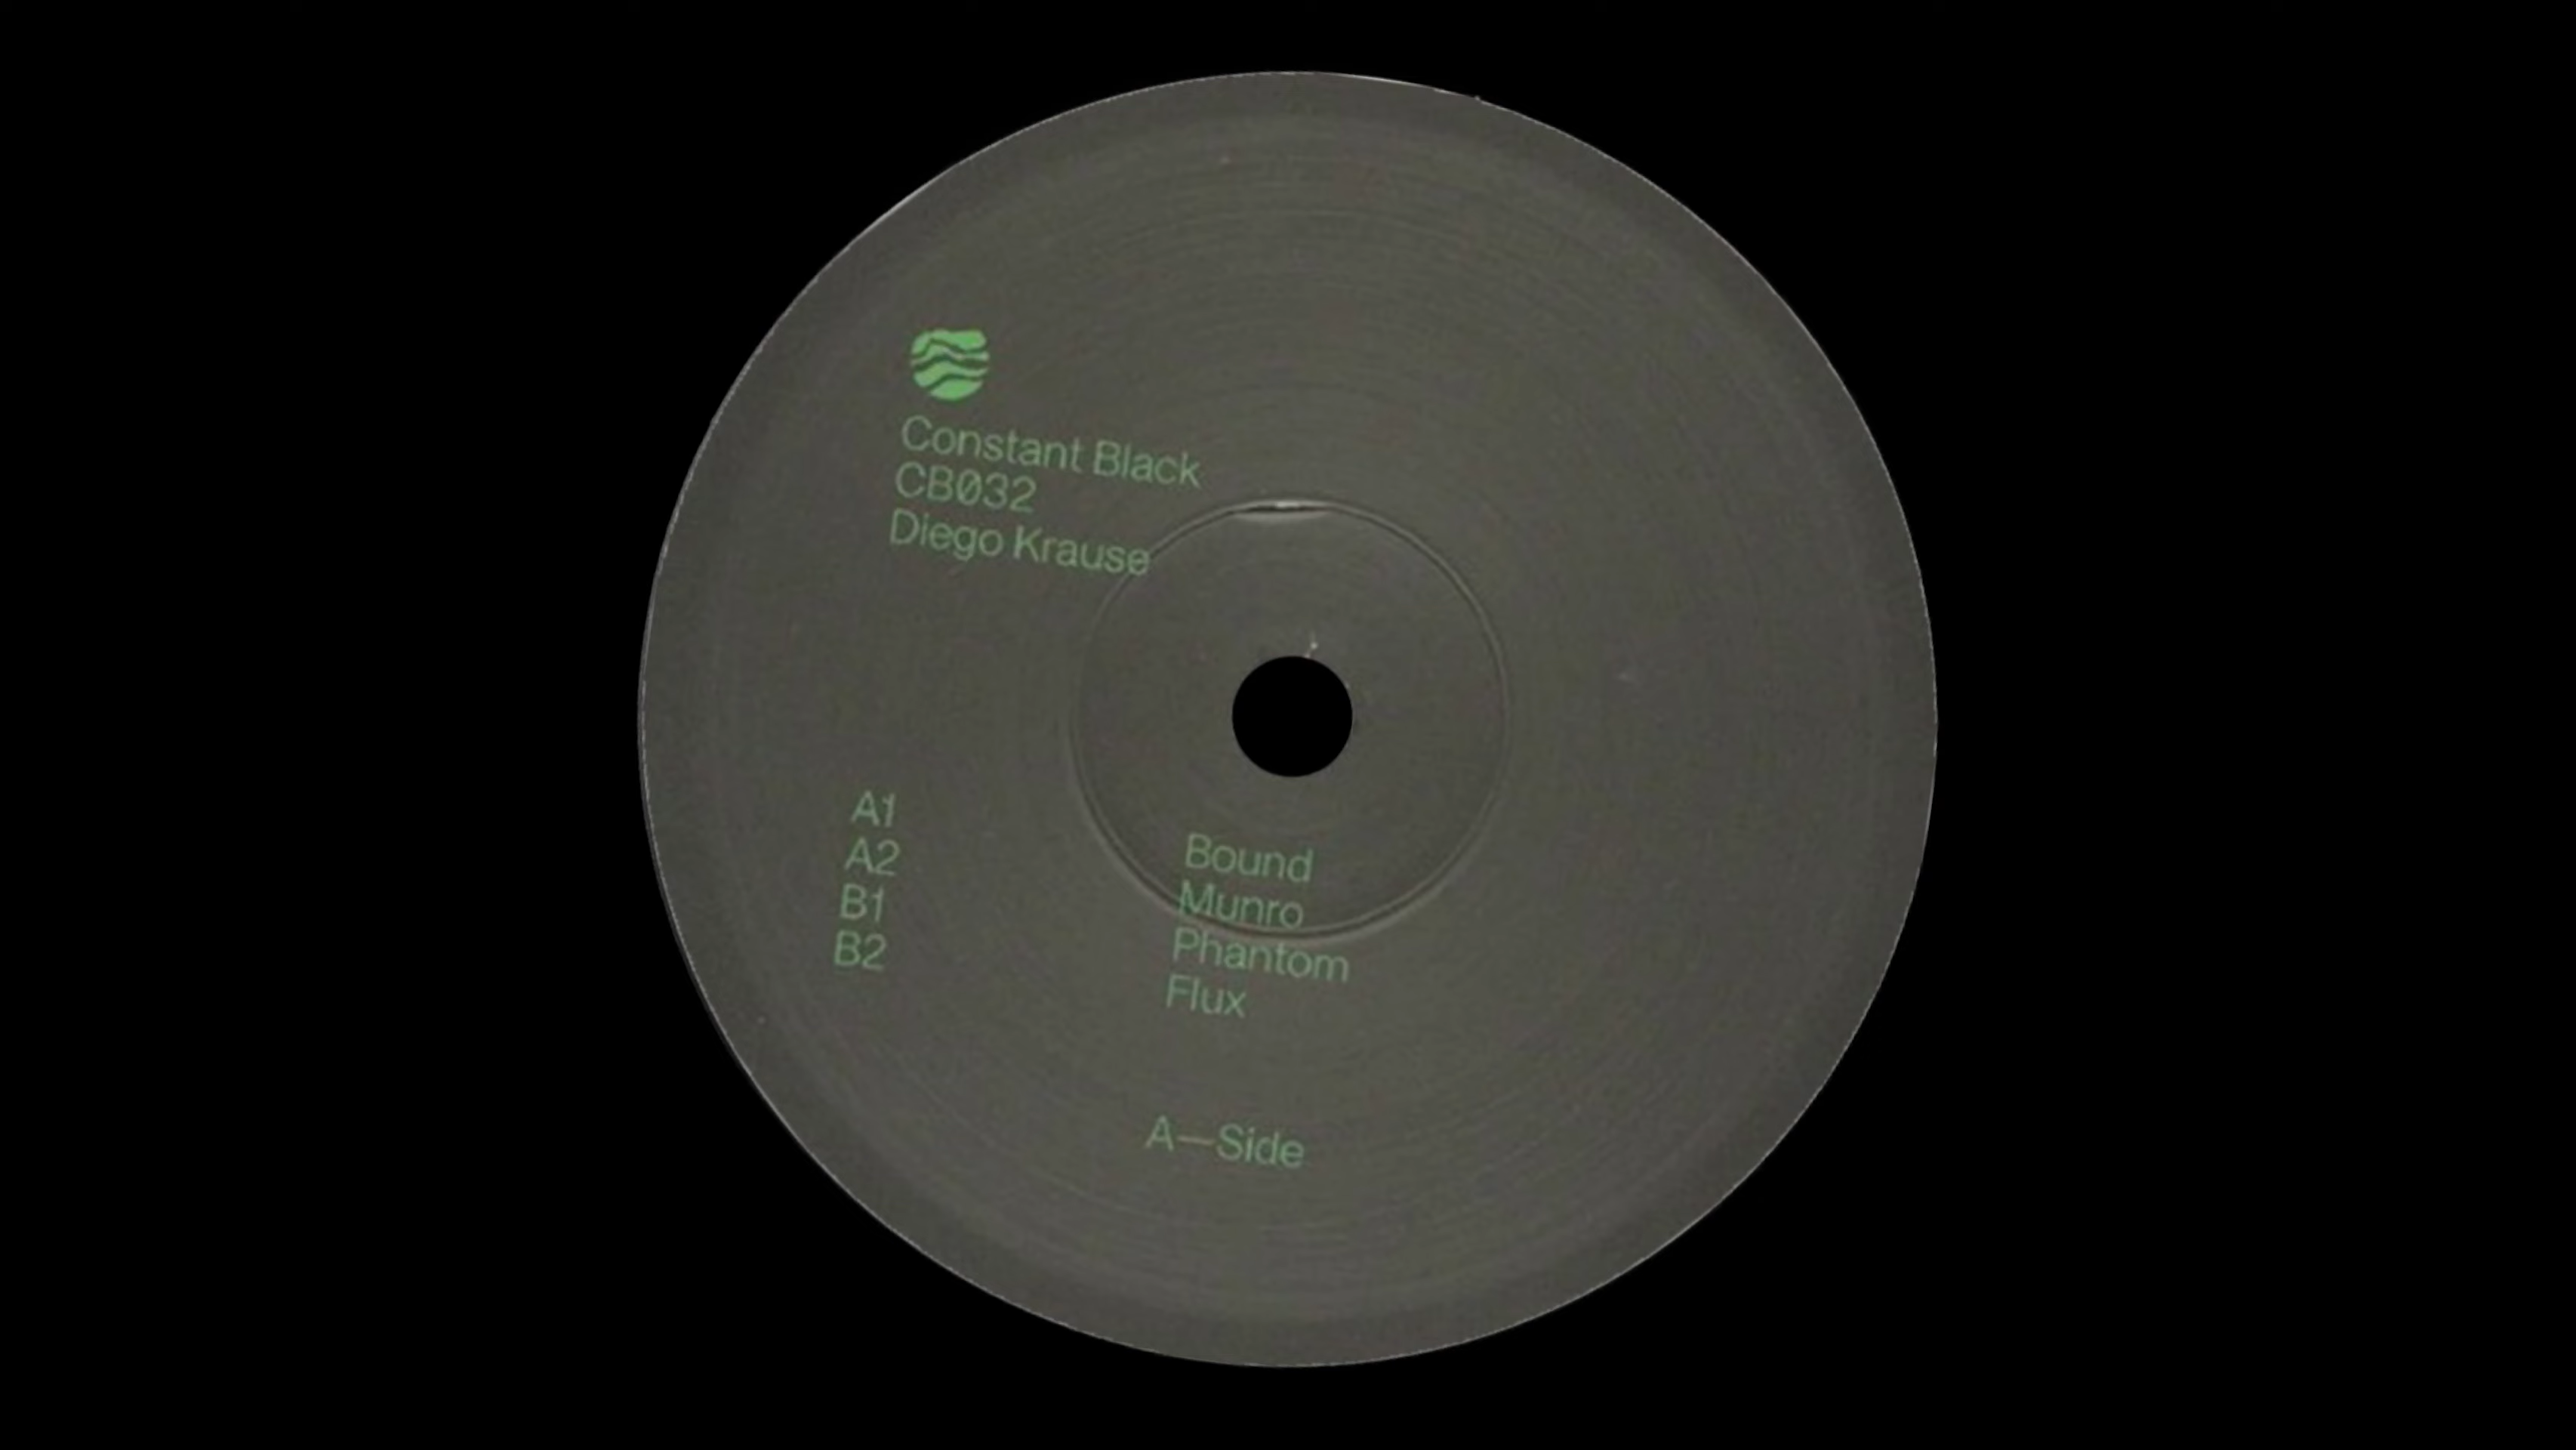 Constant Black
CB032
Diego Krause
A1 Bound
A2 Munro
B1 Phantom
B2 Flux
A—Side